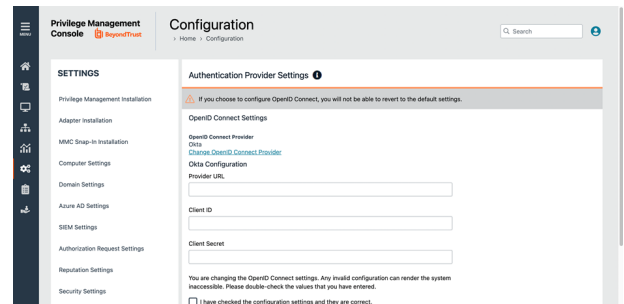 MENU
Privilege Management
Console BeyondTrust
Configuration
› Home › Configuration
Search
SETTINGS
Privilege Management Installation
Adapter Installation
MMC Snap-In Installation
Computer Settings
Domain Settings
Azure AD Settings
SIEM Settings
Authorization Request Settings
Reputation Settings
Security Settings
Authentication Provider Settings
If you choose to configure OpenID Connect, you will not be able to revert to the default settings.
OpenID Connect Settings
OpenID Connect Provider
Okta
Change OpenID Connect Provider
Okta Configuration
Provider URL
Client ID
Client Secret
You are changing the OpenID Connect settings. Any invalid configuration can render the system
inaccessible. Please double-check the values that you have entered.
I have checked the configuration settings and they are correct.